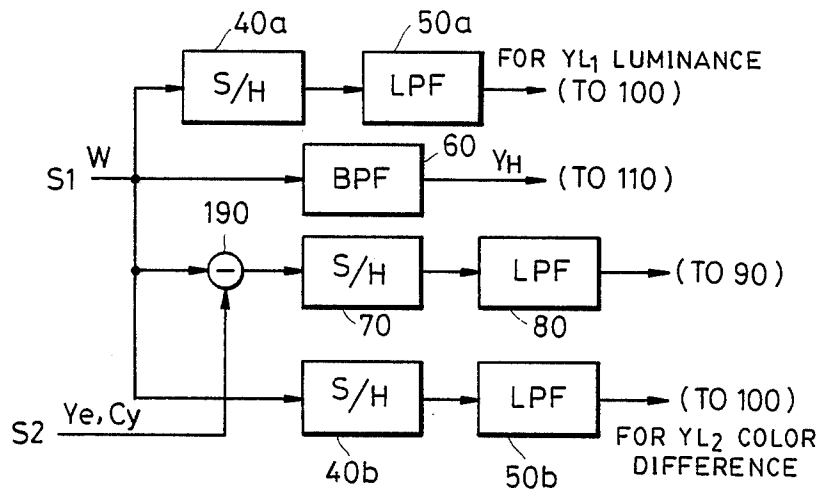 40a
50a
S/H
LPF
FOR YL₁ LUMINANCE
(TO 100)
S1
W
60
BPF
YH
(TO 110)
190
−
S/H
LPF
(TO 90)
70
80
S2
Ye, Cy
S/H
LPF
(TO 100)
40b
50b
FOR YL₂ COLOR
DIFFERENCE